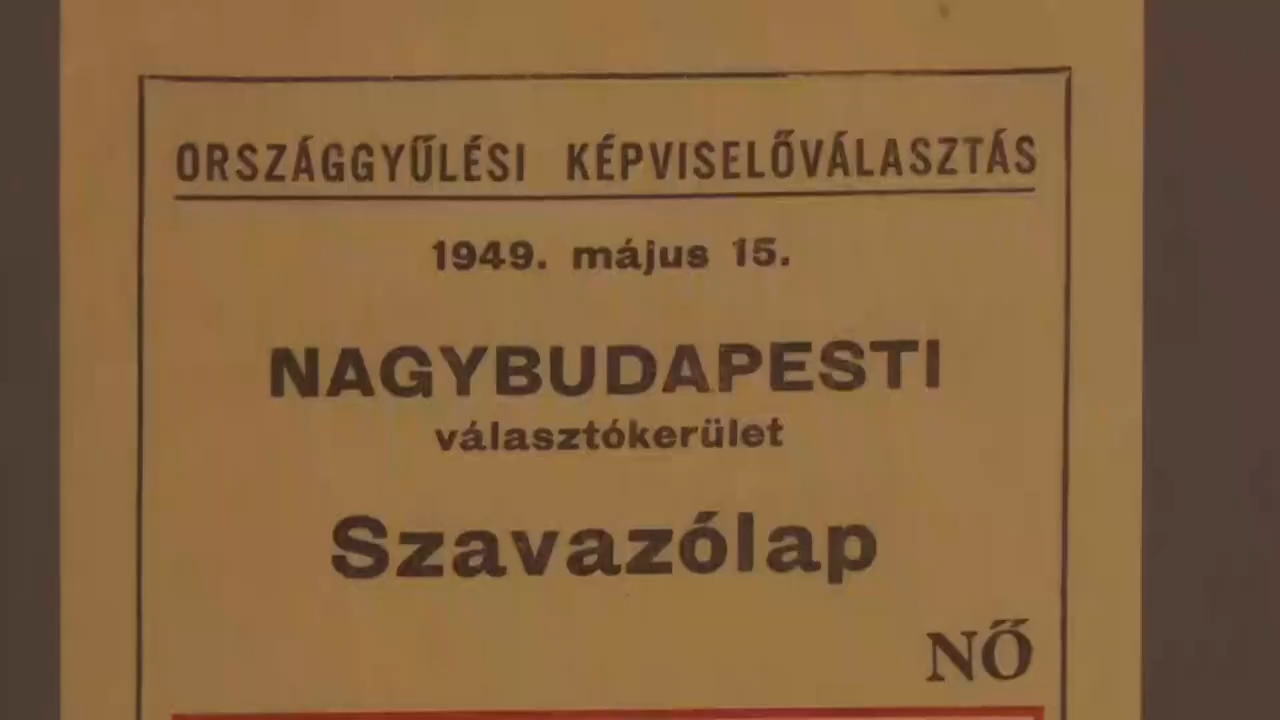 ORSZÁGGYŰLÉSI KÉPVISELŐVÁLASZTÁS
1949. május 15.
NAGYBUDAPESTI
választókerület
Szavazólap
NŐ